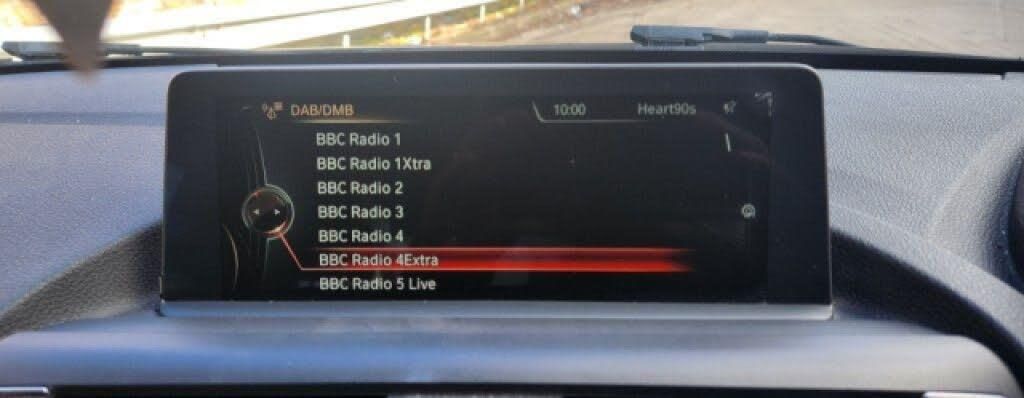 DAB/DMB 10:00 Heart90s
BBC Radio 1
BBC Radio 1Xtra
BBC Radio 2
BBC Radio 3
BBC Radio 4
BBC Radio 4Extra
BBC Radio 5 Live